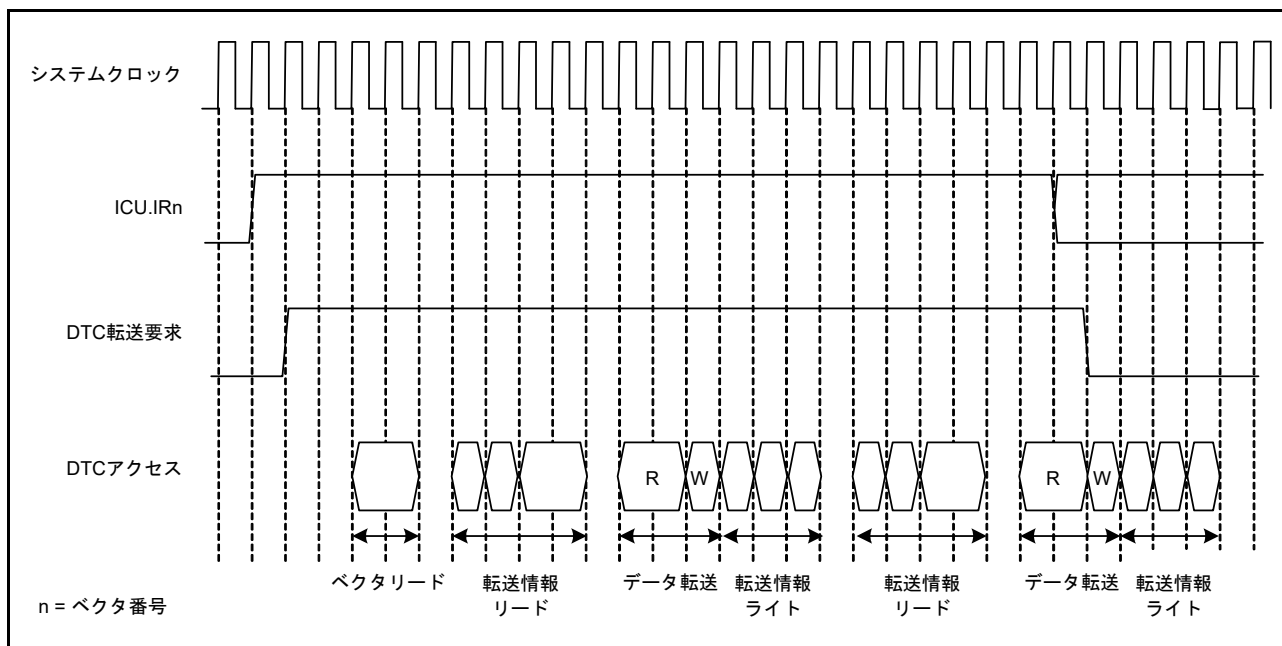 システムクロック
ICU.IRn
DTC転送要求
DTCアクセス
R
W
R
W
ベクタリード
転送情報
リード
データ転送
転送情報
ライト
転送情報
リード
データ転送
転送情報
ライト
n = ベクタ番号